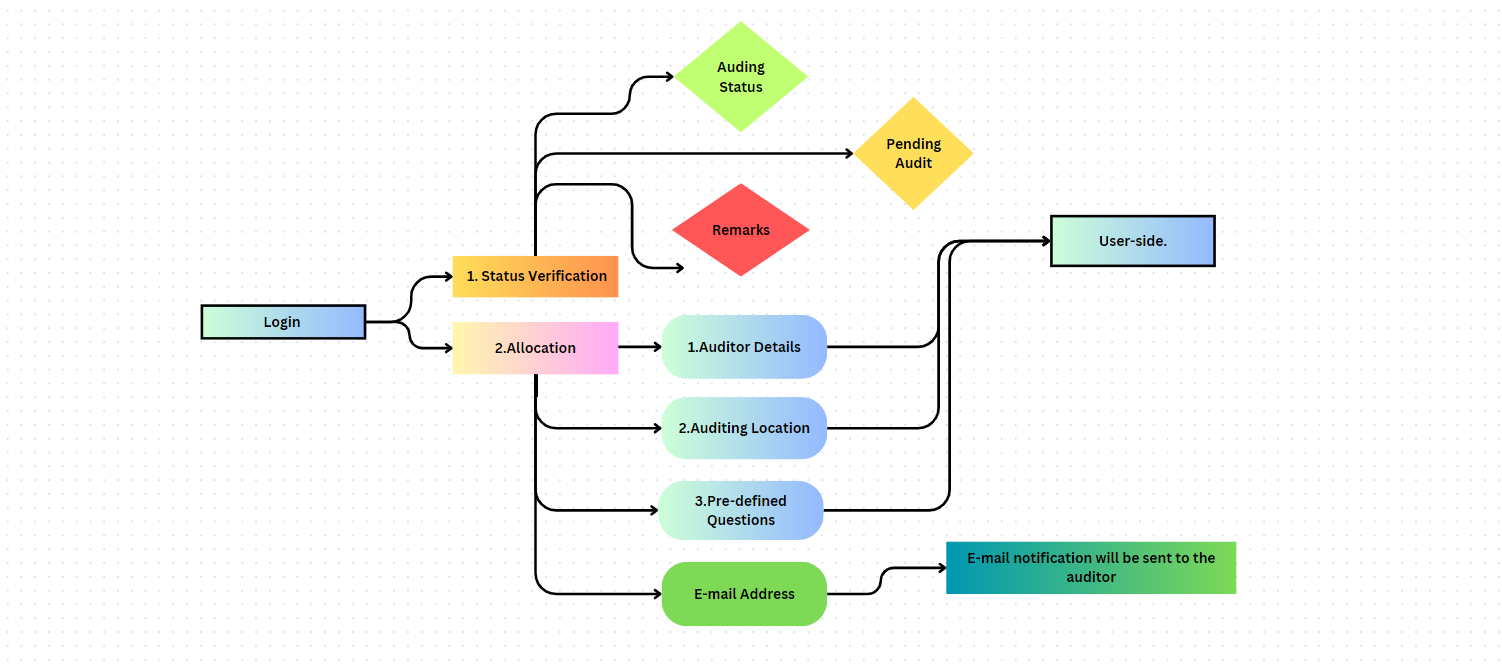 Auding
Status
Pending
Audit
Remarks
User-side.
1. Status Verification
Login
2.Allocation
1.Auditor Details
2.Auditing Location
3.Pre-defined
Questions
E-mail notification will be sent to the
auditor
E-mail Address